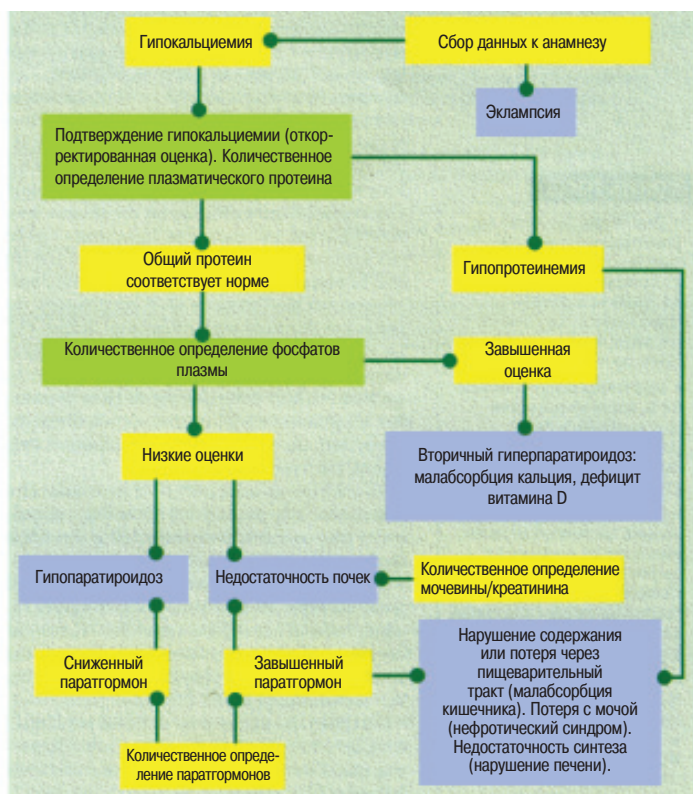 Гипокальциемия
Сбор данных к анамнезу
Эклампсия
Подтверждение гипокальциемии (откор-
ректированная оценка). Количественное
определение плазматического протеина
Общий протеин
соответствует норме
Гипопротеинемия
Количественное определение фосфатов
плазмы
Завышенная
оценка
Низкие оценки
Вторичный гиперпаратироидоз:
малабсорбция кальция, дефицит
витамина D
Гипопаратироидоз
Недостаточность почек
Количественное определение
мочевины/креатинина
Сниженный
паратгормон
Завышенный
паратгормон
Нарушение содержания
или потеря через
пищеварительный
тракт (малабсорбция
кишечника). Потеря с мочой
(нефротический синдром).
Недостаточность синтеза
(нарушение печени).
Количественное опреде-
ление паратгормонов